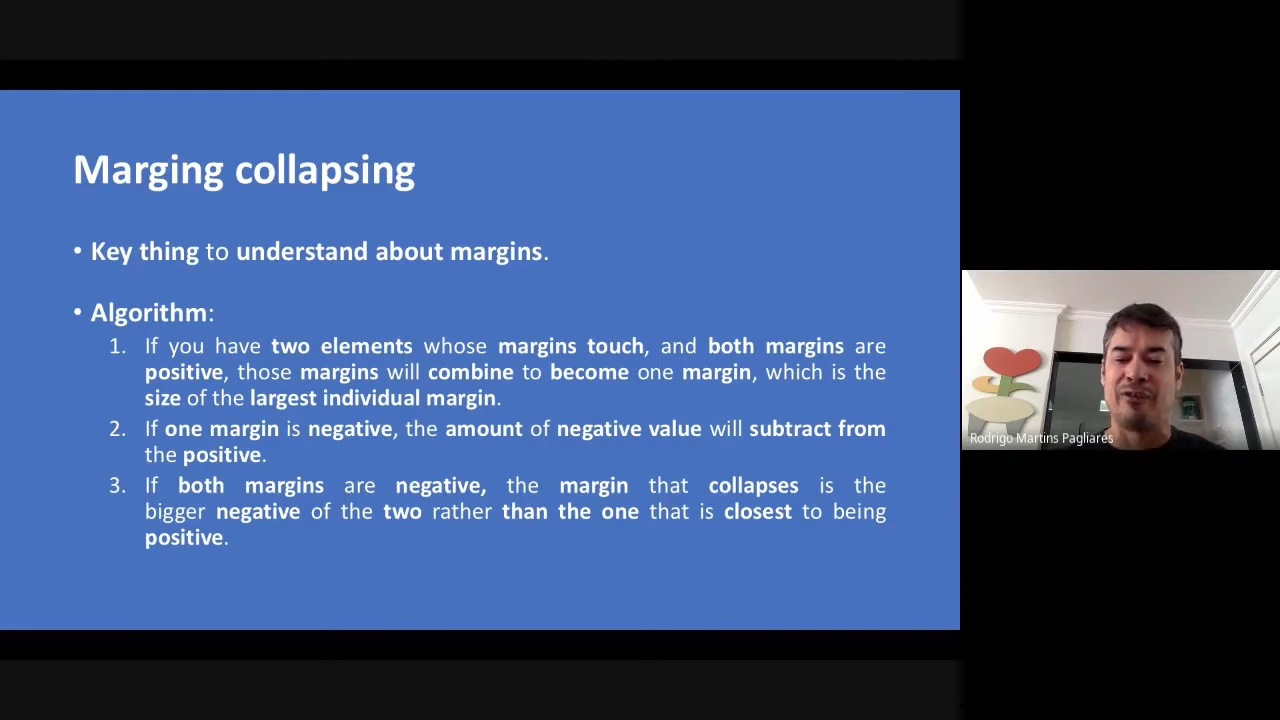 Marging collapsing
• Key thing to understand about margins.
• Algorithm:
1. If you have two elements whose margins touch, and both margins are
positive, those margins will combine to become one margin, which is the
size of the largest individual margin.
2. If one margin is negative, the amount of negative value will subtract from
the positive.
3. If both margins are negative, the margin that collapses is the
bigger negative of the two rather than the one that is closest to being
positive.
Rodrigo Martins Pagliares